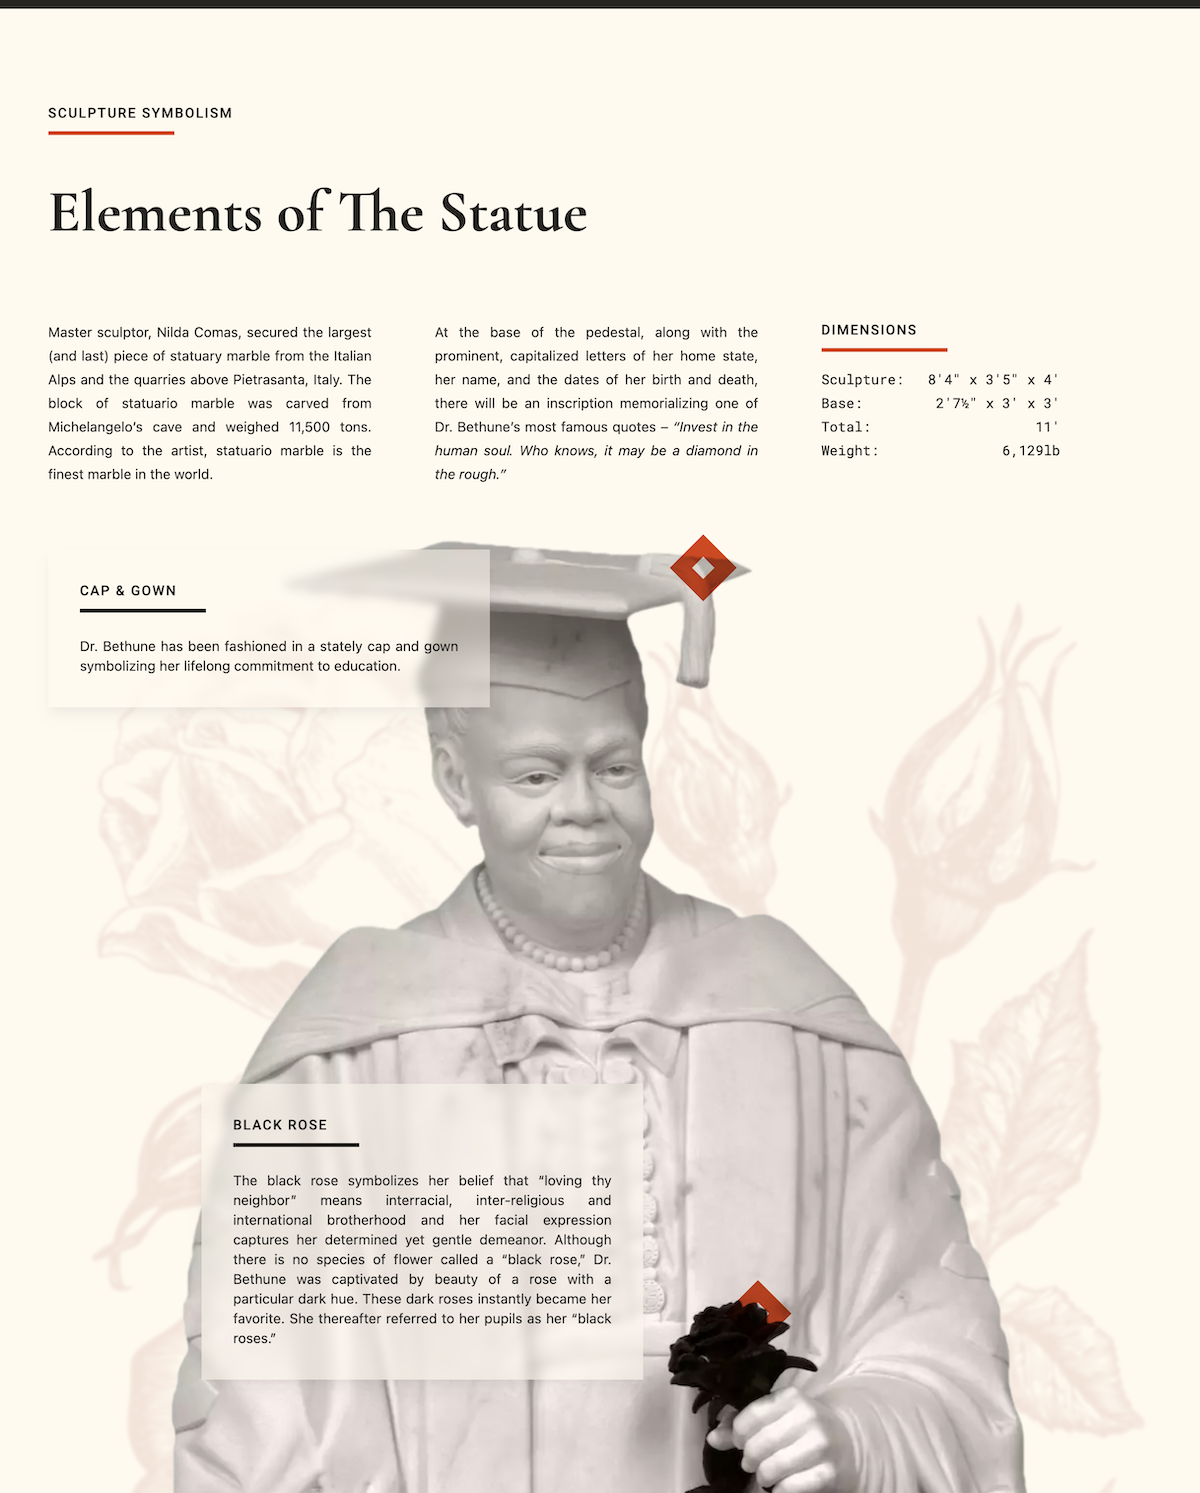 SCULPTURE SYMBOLISM
Elements of The Statue
Master sculptor, Nilda Comas, secured the largest
(and last) piece of statuary marble from the Italian
Alps and the quarries above Pietrasanta, Italy. The
block of statuario marble was carved from
Michelangelo's cave and weighed 11,500 tons.
According to the artist, statuario marble is the
finest marble in the world.
At the base of the pedestal, along with the
prominent, capitalized letters of her home state,
her name, and the dates of her birth and death,
there will be an inscription memorializing one of
Dr. Bethune's most famous quotes – “Invest in the
human soul. Who knows, it may be a diamond in
the rough.”
DIMENSIONS
Sculpture: 8'4" x 3'5" x 4'
Base: 2'7½" x 3' x 3'
Total: 11'
Weight: 6,129lb
CAP & GOWN
Dr. Bethune has been fashioned in a stately cap and gown
symbolizing her lifelong commitment to education.
BLACK ROSE
The black rose symbolizes her belief that “loving thy
neighbor” means interracial, inter-religious and
international brotherhood and her facial expression
captures her determined yet gentle demeanor. Although
there is no species of flower called a “black rose,” Dr.
Bethune was captivated by beauty of a rose with a
particular dark hue. These dark roses instantly became her
favorite. She thereafter referred to her pupils as her “black
roses.”